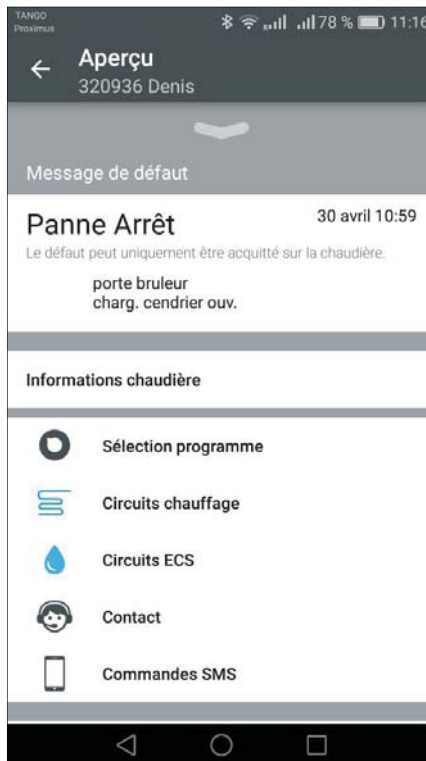 TANGO
Proximus
78 % 11:16
Aperçu
320936 Denis
Message de défaut
Panne Arrêt
30 avril 10:59
Le défaut peut uniquement être acquitté sur la chaudière.
porte bruleur
charg. cendrier ouv.
Informations chaudière
Sélection programme
Circuits chauffage
Circuits ECS
Contact
Commandes SMS